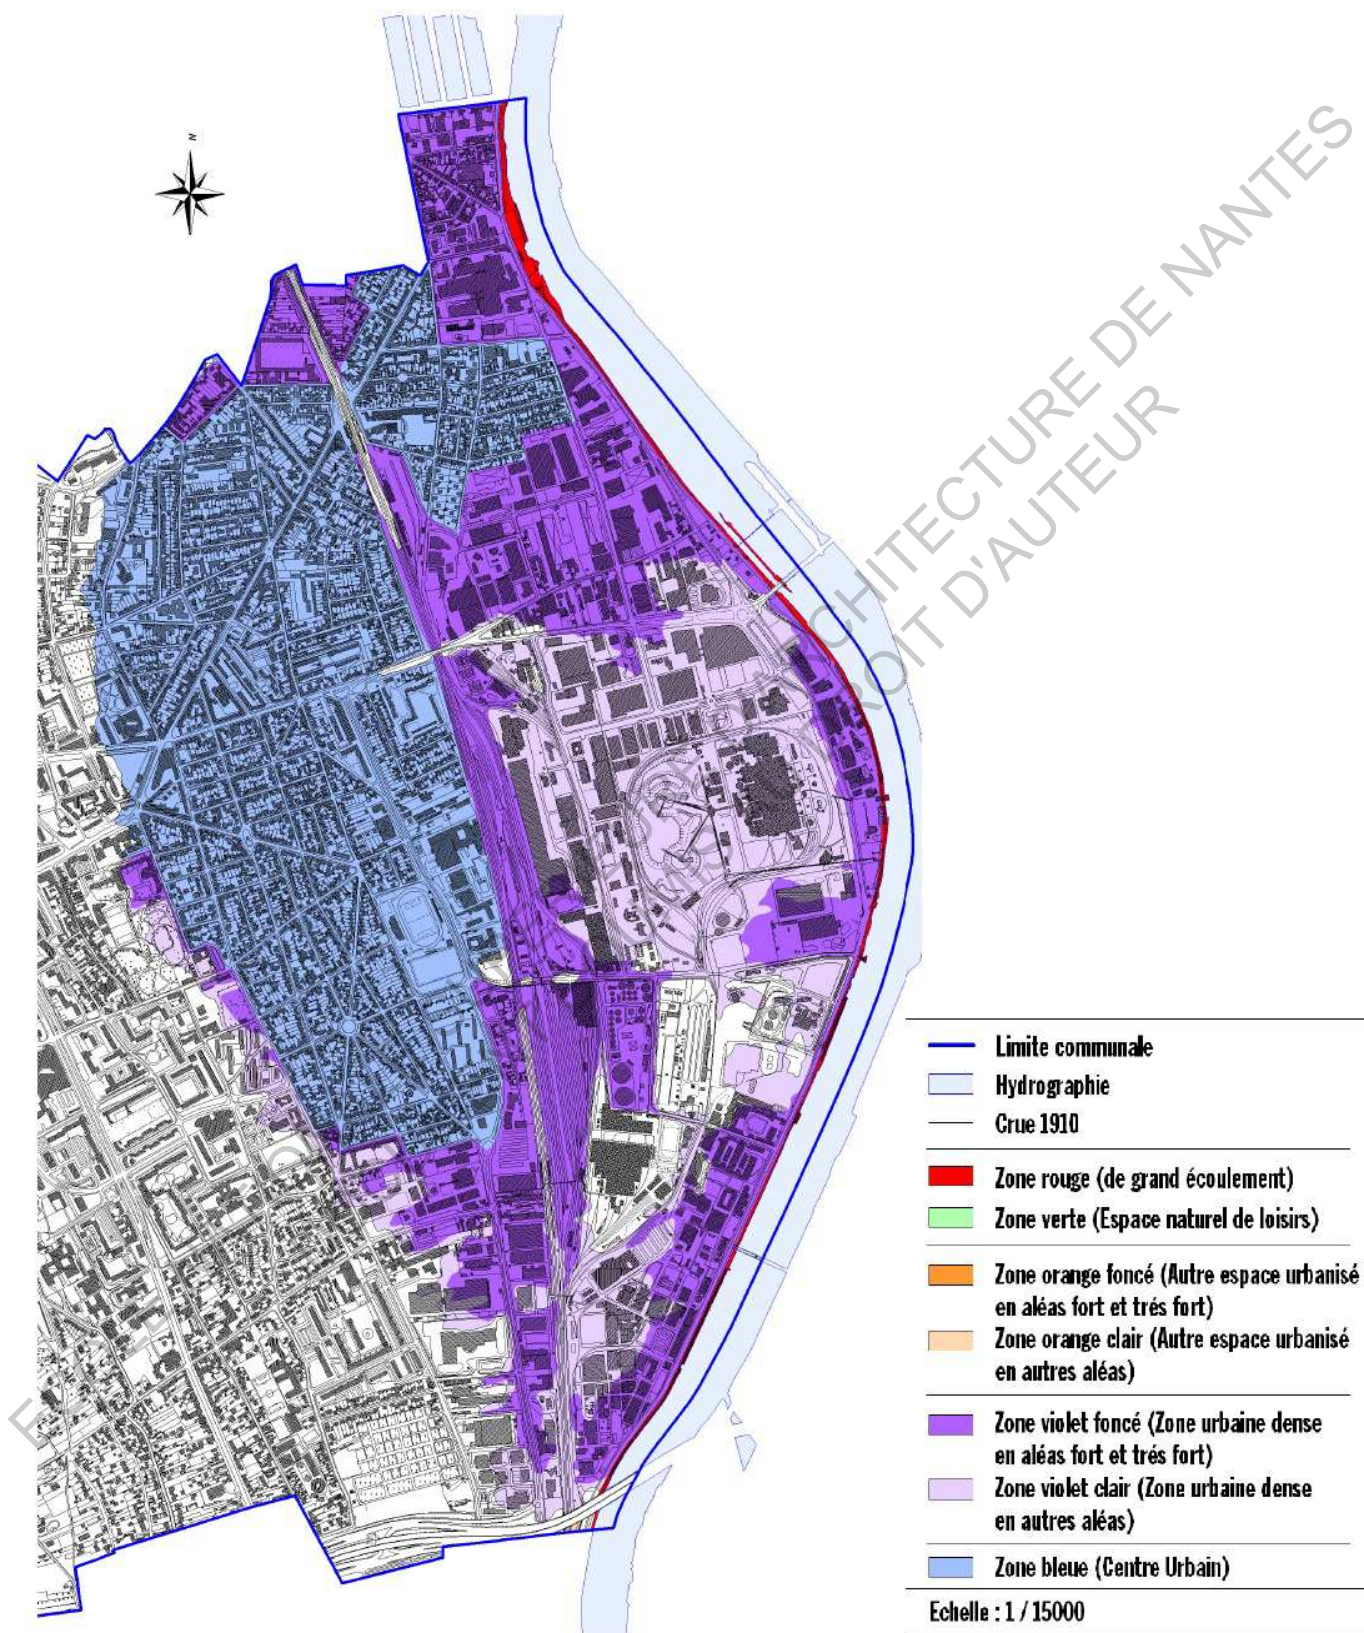 N
Limite communale
Hydrographie
Crue 1910
Zone rouge (de grand écoulement)
Zone verte (Espace naturel de loisirs)
Zone orange foncé (Autre espace urbanisé
en aléas fort et trés fort)
Zone orange clair (Autre espace urbanisé
en autres aléas)
Zone violet foncé (Zone urbaine dense
en aléas fort et trés fort)
Zone violet clair (Zone urbaine dense
en autres aléas)
Zone bleue (Centre Urbain)
Echelle : 1 / 15000
ARCHITECTURE DE NANTES
DROIT D'AUTEUR